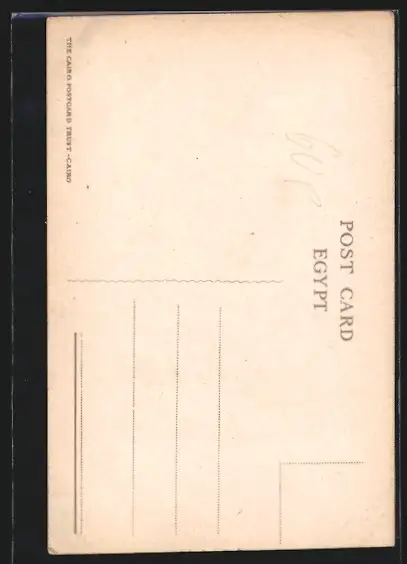 POST CARD
EGYPT
THE CAIRO POSTCARD TRUST - CAIRO